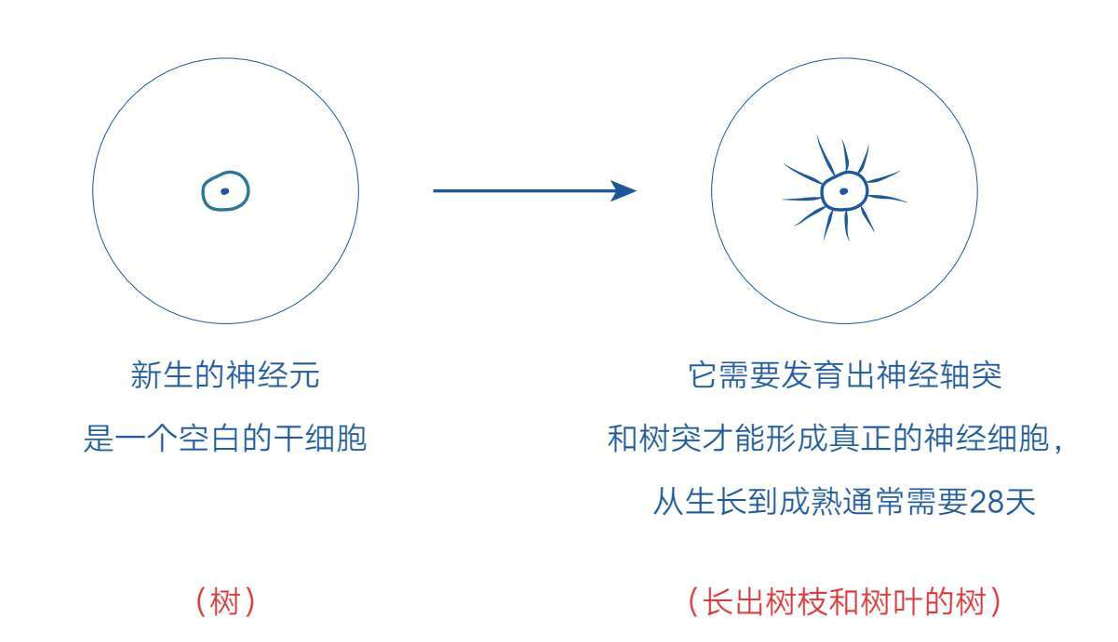 新生的神经元
是一个空白的干细胞
（树）
它需要发育出神经轴突
和树突才能形成真正的神经细胞，
从生长到成熟通常需要28天
（长出树枝和树叶的树）